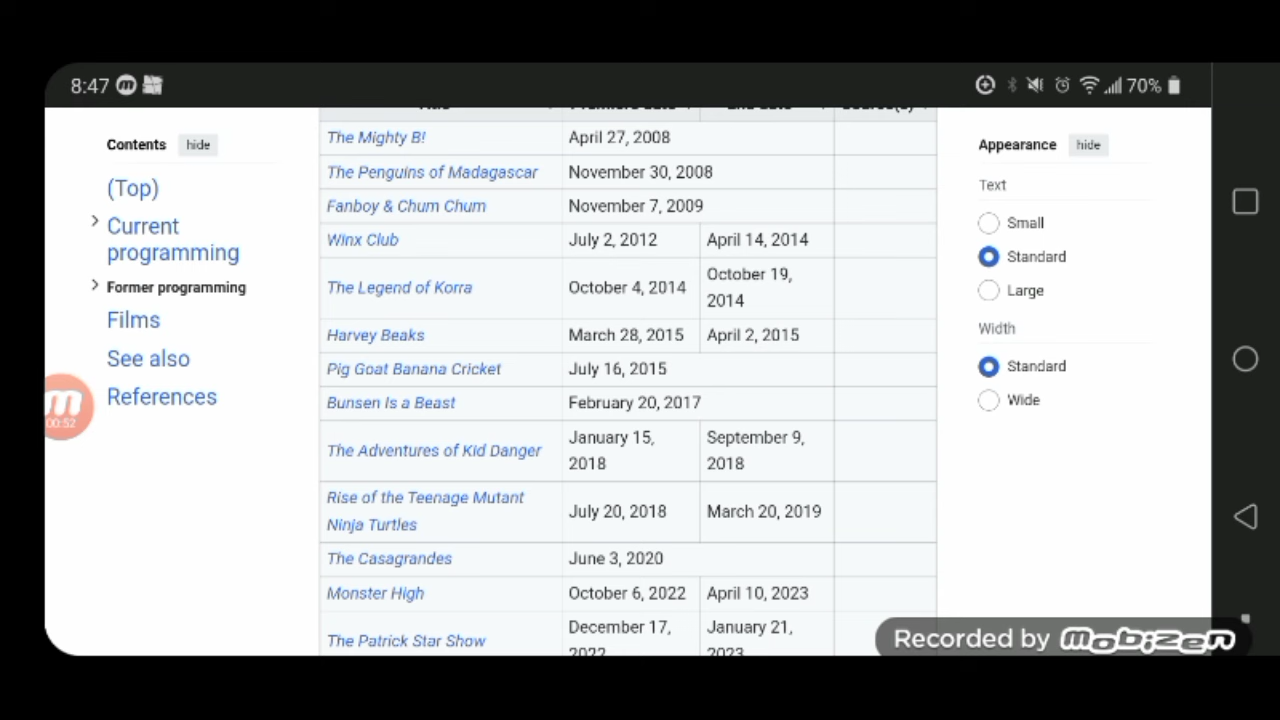 8:47
70%
Contents hide
(Top)
Current
programming
Former programming
Films
See also
References
The Mighty B! April 27, 2008
The Penguins of Madagascar November 30, 2008
Fanboy & Chum Chum November 7, 2009
Winx Club July 2, 2012 April 14, 2014
The Legend of Korra October 4, 2014 October 19,
2014
Harvey Beaks March 28, 2015 April 2, 2015
Pig Goat Banana Cricket July 16, 2015
Bunsen Is a Beast February 20, 2017
The Adventures of Kid Danger January 15,
2018 September 9,
2018
Rise of the Teenage Mutant
Ninja Turtles July 20, 2018 March 20, 2019
The Casagrandes June 3, 2020
Monster High October 6, 2022 April 10, 2023
The Patrick Star Show December 17,
2022 January 21,
2023
Appearance hide
Text
Small
Standard
Large
Width
Standard
Wide
00:52
Recorded by mobizen